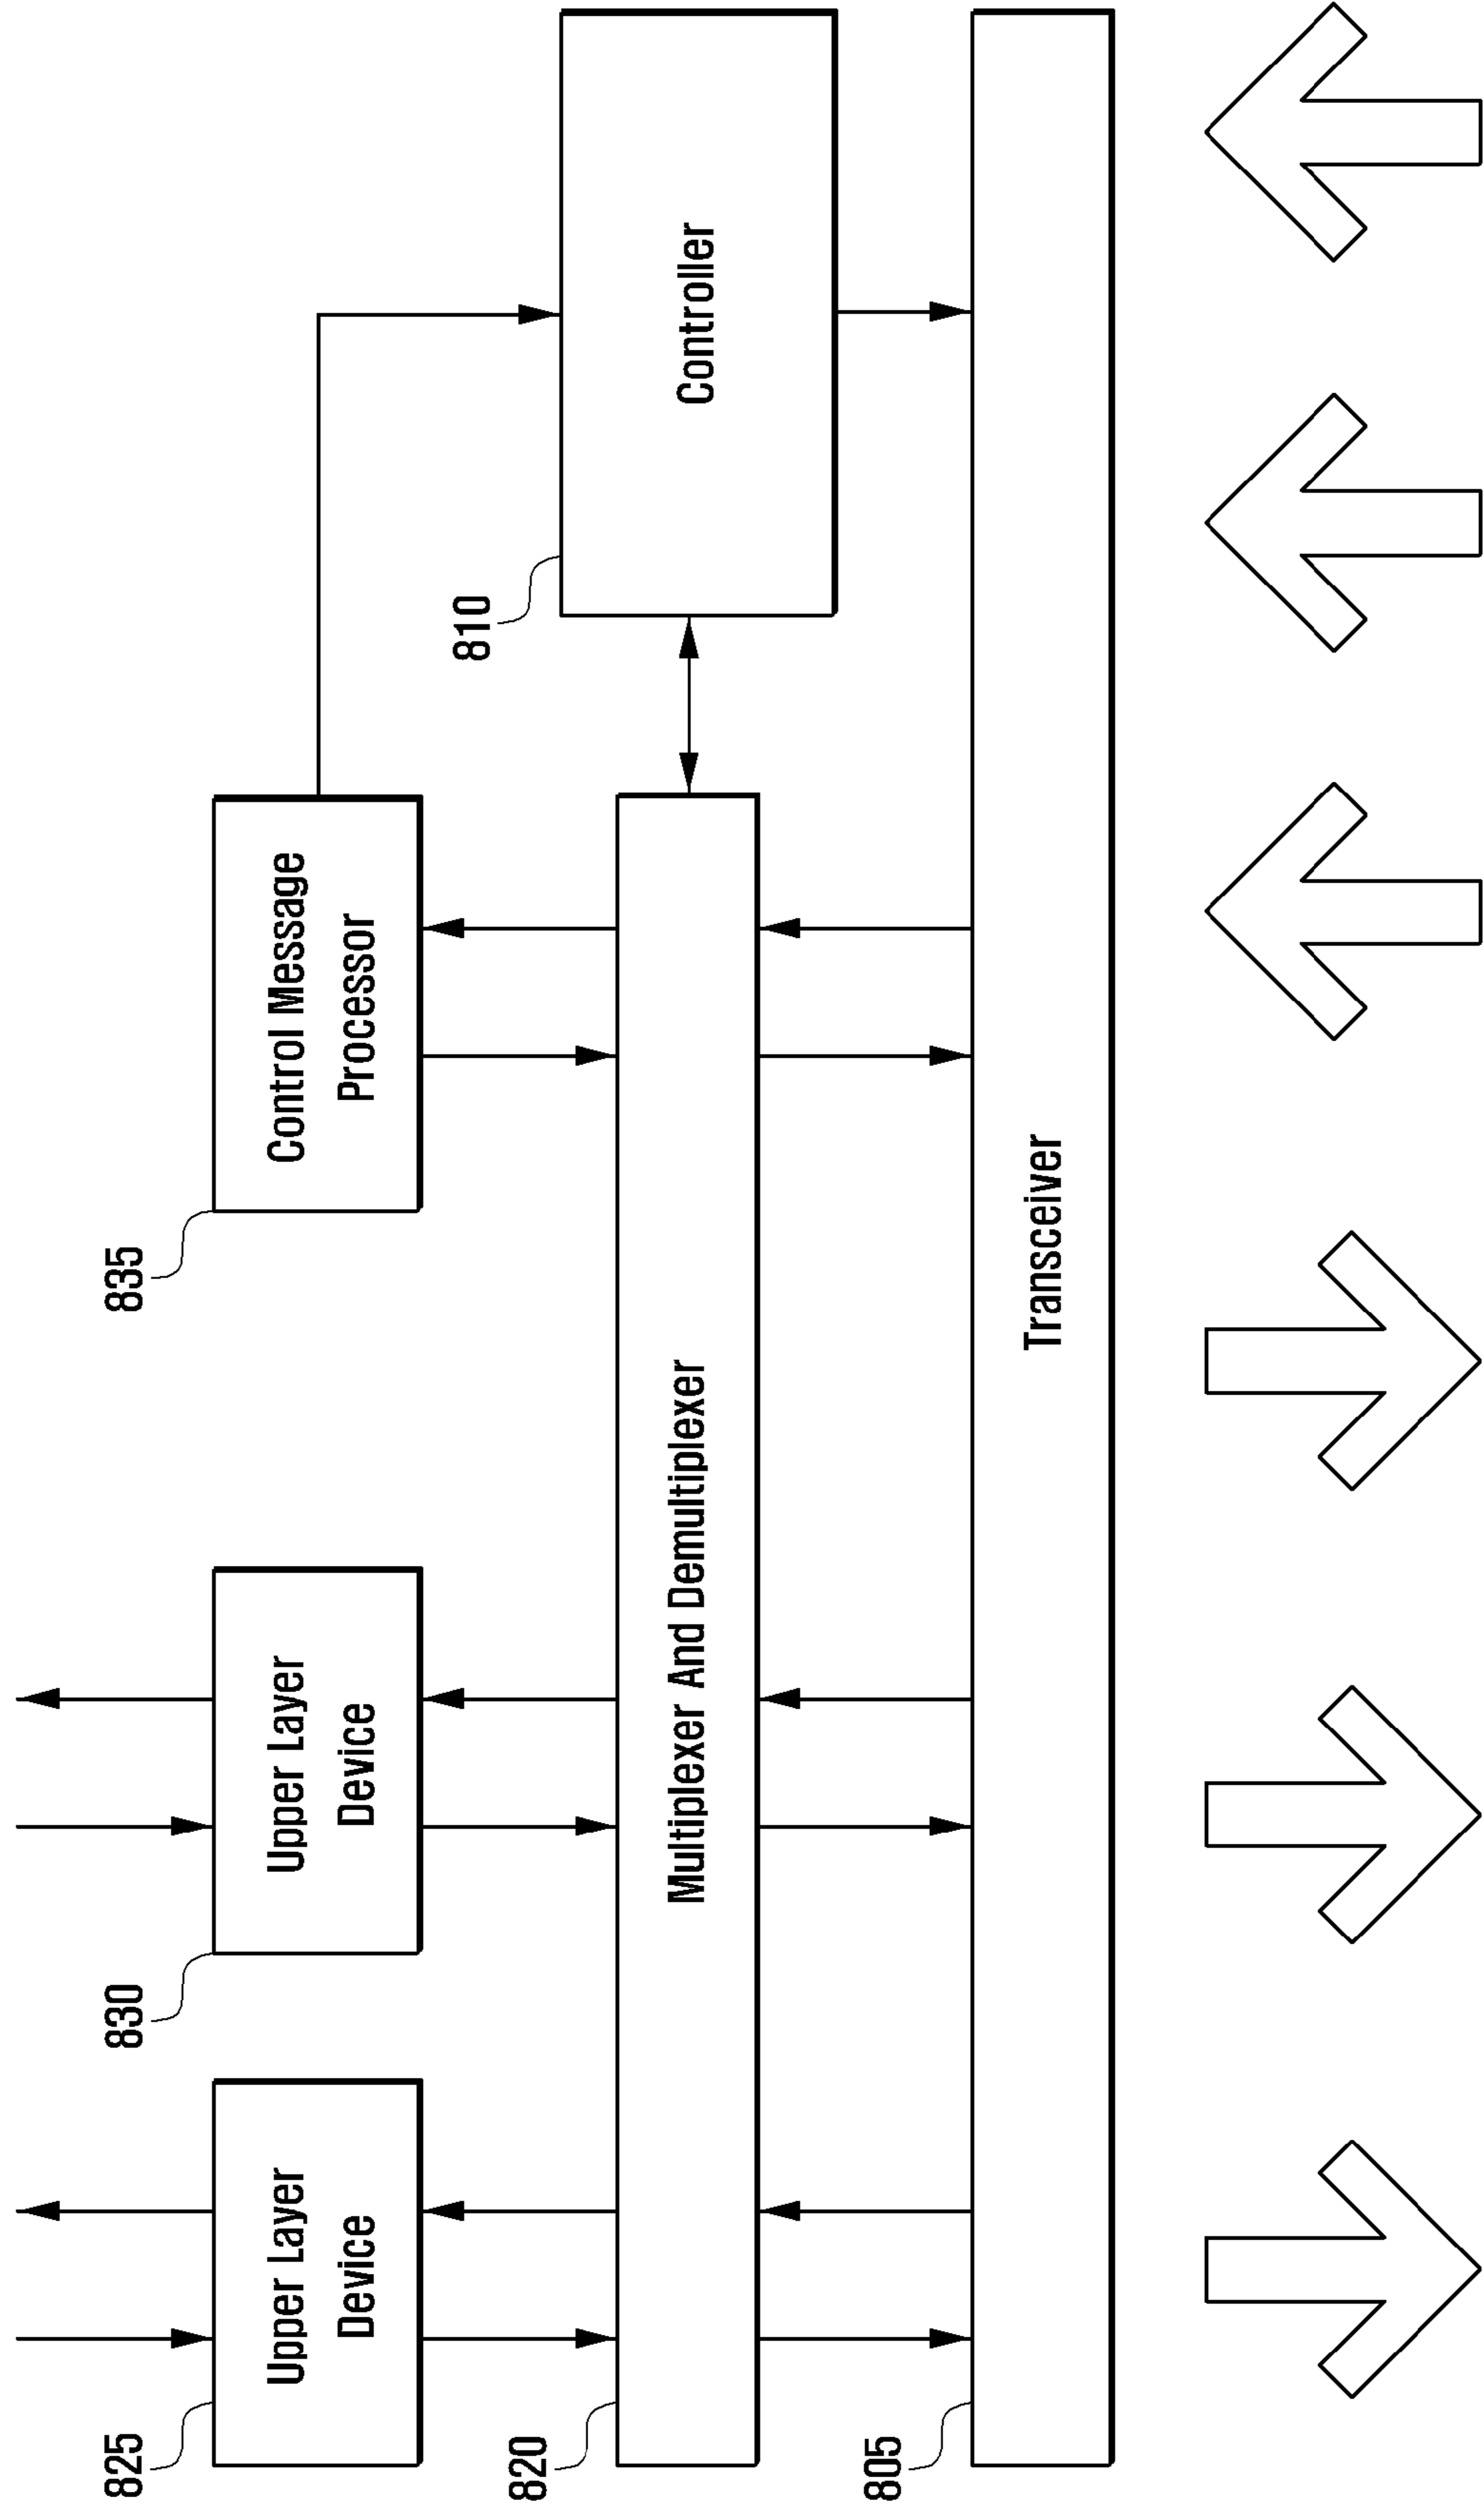 825
Upper Layer
Device
830
Upper Layer
Device
835
Control Message
Processor
810
Controller
820
Multiplexer And Demultiplexer
805
Transceiver